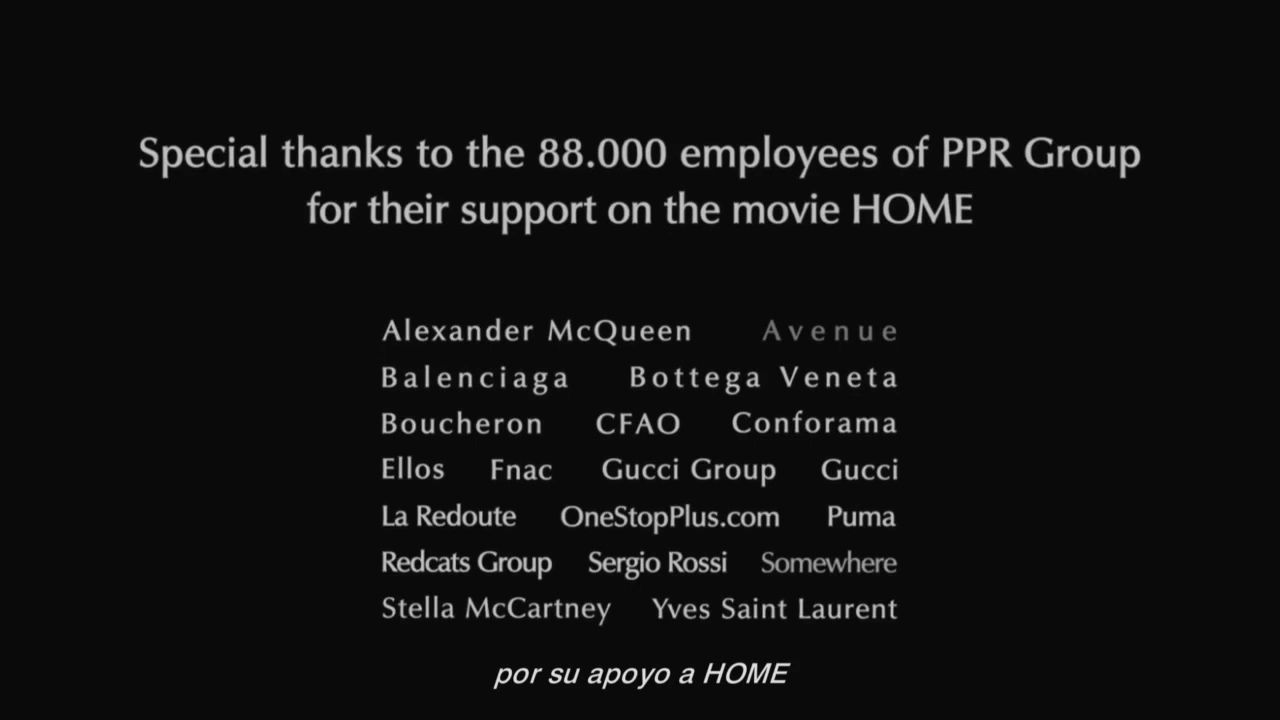 Special thanks to the 88.000 employees of PPR Group
for their support on the movie HOME
Alexander McQueen Avenue
Balenciaga Bottega Veneta
Boucheron CFAO Conforama
Ellos Fnac Gucci Group Gucci
La Redoute OneStopPlus.com Puma
Redcats Group Sergio Rossi Somewhere
Stella McCartney Yves Saint Laurent
por su apoyo a HOME